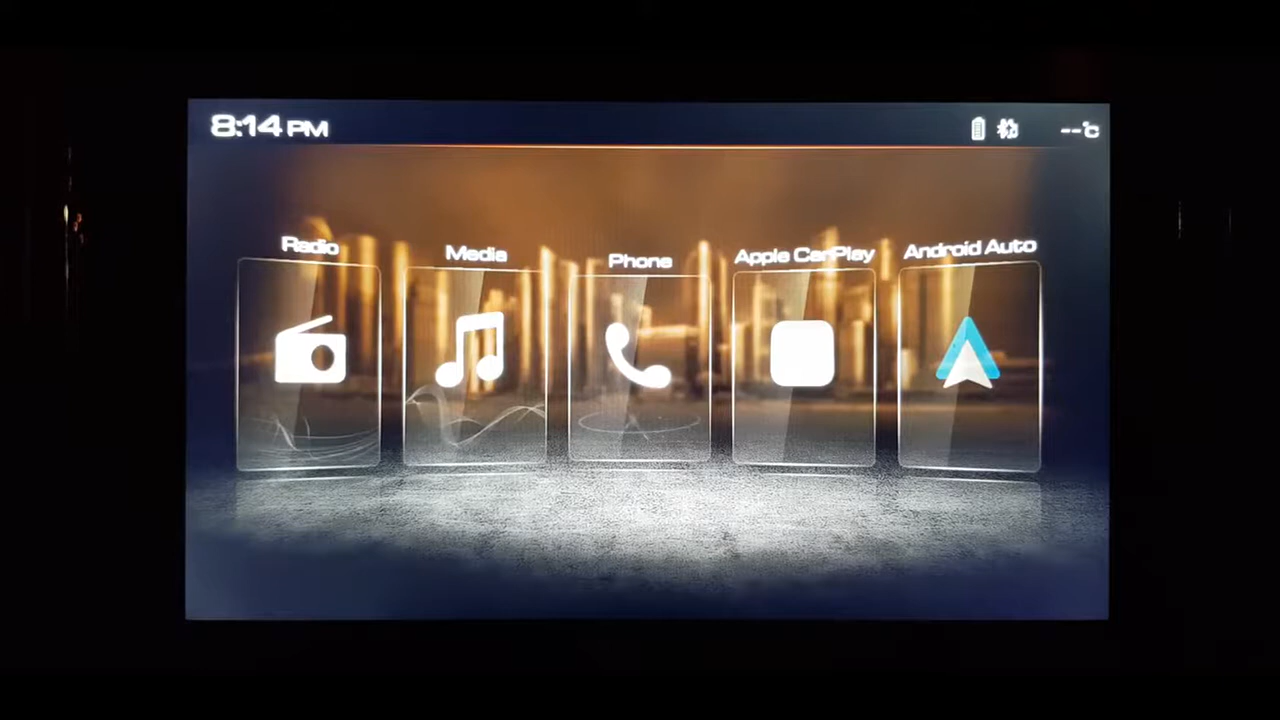 8:14 PM
--°C
Radio
Media
Phone
Apple CarPlay
Android Auto